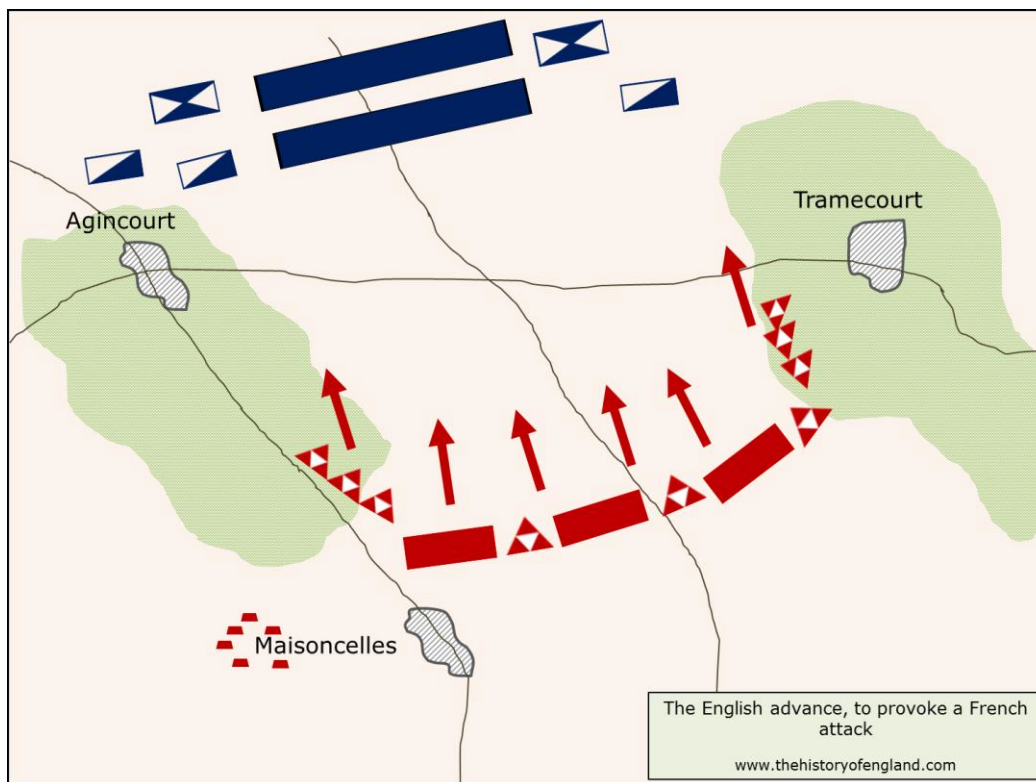 Agincourt
Tramecourt
Maisoncelles
The English advance, to provoke a French
attack
www.thehistoryofengland.com